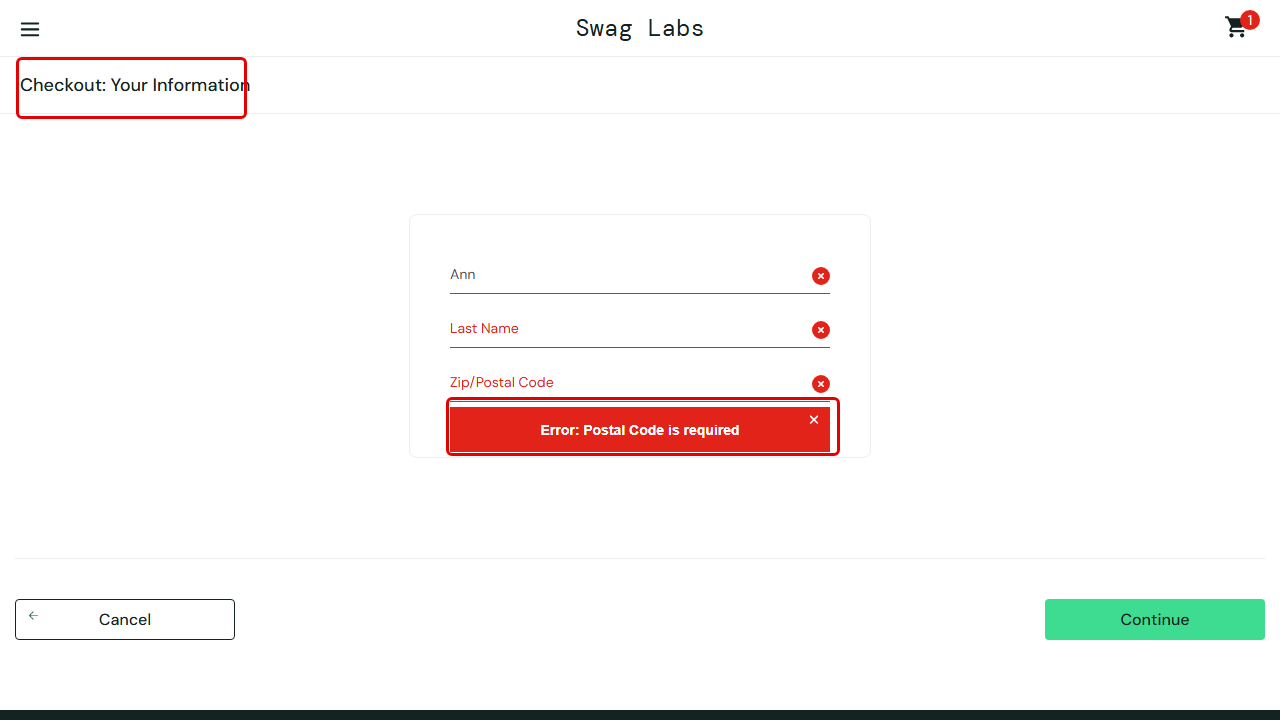 Swag Labs
1
Checkout: Your Information
Ann
Last Name
Zip/Postal Code
Error: Postal Code is required
Cancel
Continue